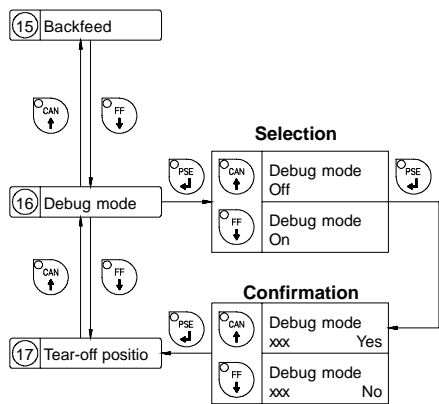 15 Backfeed
CAN FF
Selection
PSE CAN Debug mode PSE
Off
16 Debug mode
FF Debug mode
On
CAN FF
Confirmation
PSE CAN Debug mode
xxx Yes
17 Tear-off positio
FF Debug mode
xxx No